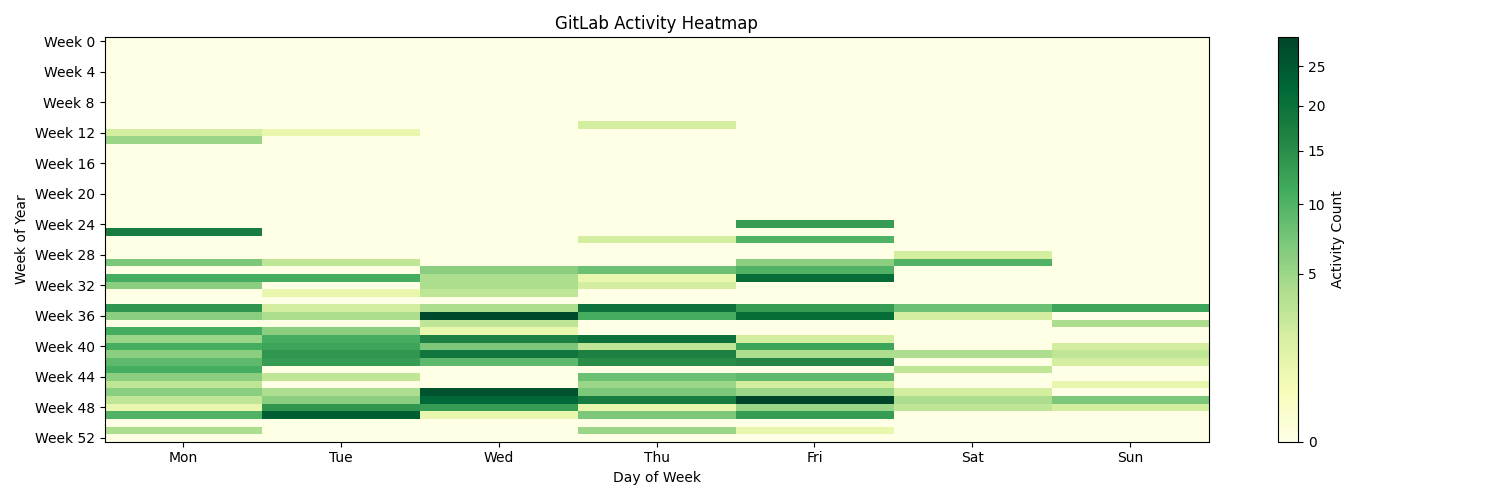 GitLab Activity Heatmap
Week 0
Week 4
Week 8
Week 12
Week 16
Week 20
Week 24
Week 28
Week 32
Week 36
Week 40
Week 44
Week 48
Week 52
Week of Year
Mon Tue Wed Thu Fri Sat Sun
Day of Week
25
20
15
10
5
0
Activity Count